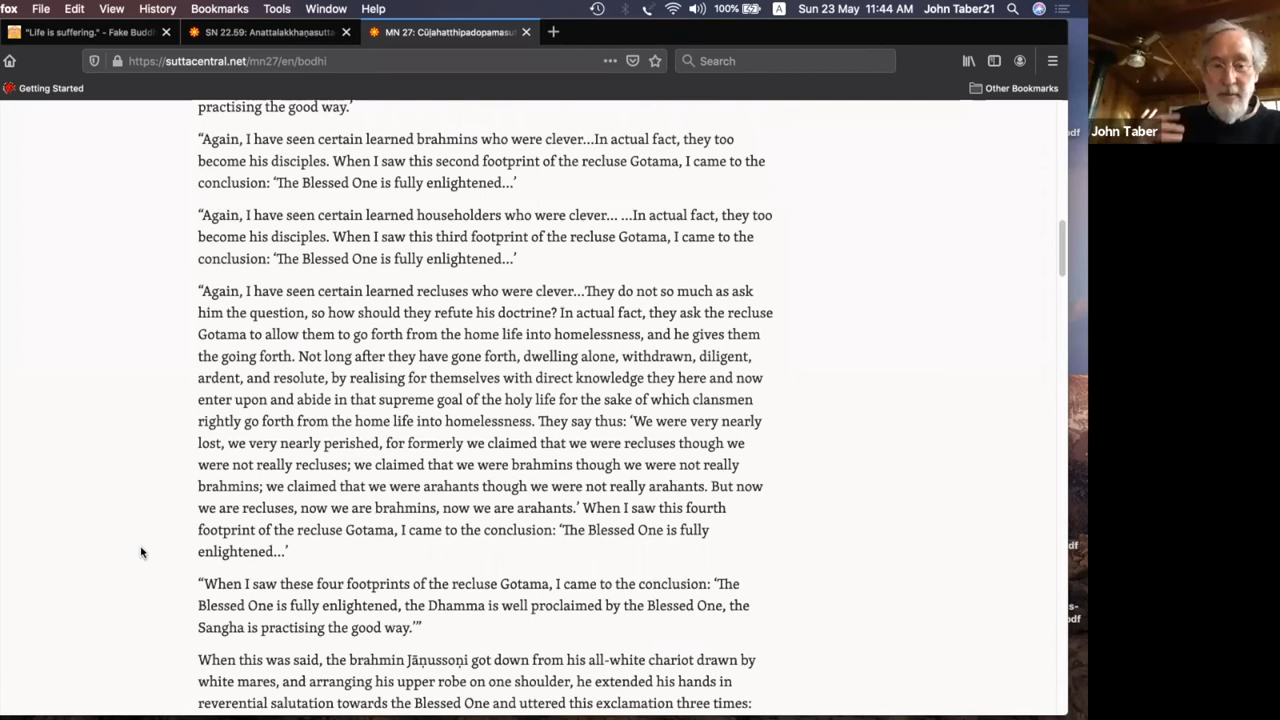 fox File Edit View History Bookmarks Tools Window Help 100% A Sun 23 May 11:44 AM John Taber21
"Life is suffering." - Fake Budd SN 22.59: Anattalakkhaṇasutta MN 27: Cūḷahatthipadopamasu
https://suttacentral.net/mn27/en/bodhi Search
Getting Started Other Bookmarks
practising the good way.’
“Again, I have seen certain learned brahmins who were clever…In actual fact, they too
become his disciples. When I saw this second footprint of the recluse Gotama, I came to the
conclusion: ‘The Blessed One is fully enlightened…’
“Again, I have seen certain learned householders who were clever… …In actual fact, they too
become his disciples. When I saw this third footprint of the recluse Gotama, I came to the
conclusion: ‘The Blessed One is fully enlightened…’
“Again, I have seen certain learned recluses who were clever…They do not so much as ask
him the question, so how should they refute his doctrine? In actual fact, they ask the recluse
Gotama to allow them to go forth from the home life into homelessness, and he gives them
the going forth. Not long after they have gone forth, dwelling alone, withdrawn, diligent,
ardent, and resolute, by realising for themselves with direct knowledge they here and now
enter upon and abide in that supreme goal of the holy life for the sake of which clansmen
rightly go forth from the home life into homelessness. They say thus: ‘We were very nearly
lost, we very nearly perished, for formerly we claimed that we were recluses though we
were not really recluses; we claimed that we were brahmins though we were not really
brahmins; we claimed that we were arahants though we were not really arahants. But now
we are recluses, now we are brahmins, now we are arahants.’ When I saw this fourth
footprint of the recluse Gotama, I came to the conclusion: ‘The Blessed One is fully
enlightened…’
“When I saw these four footprints of the recluse Gotama, I came to the conclusion: ‘The
Blessed One is fully enlightened, the Dhamma is well proclaimed by the Blessed One, the
Sangha is practising the good way.’”
When this was said, the brahmin Jāṇussoṇi got down from his all-white chariot drawn by
white mares, and arranging his upper robe on one shoulder, he extended his hands in
reverential salutation towards the Blessed One and uttered this exclamation three times:
John Taber
df
df
s-
df